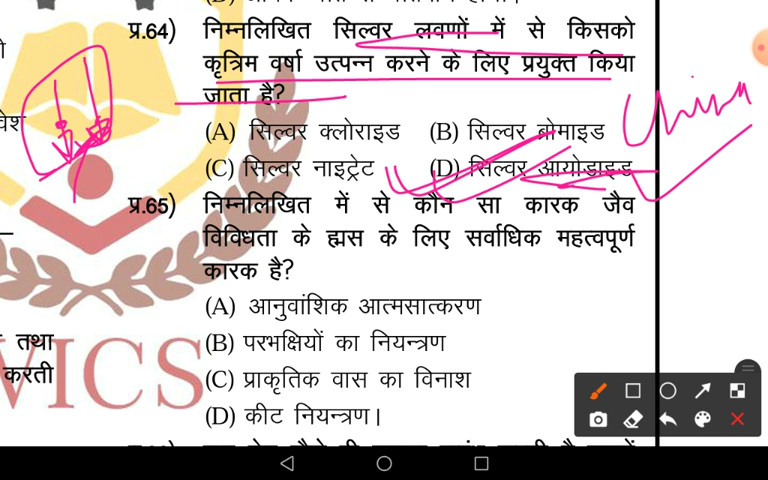 प्र.64) निम्नलिखित सिल्वर लवणों में से किसको
कृत्रिम वर्षा उत्पन्न करने के लिए प्रयुक्त किया
जाता है?
(A) सिल्वर क्लोराइड (B) सिल्वर ब्रोमाइड
(C) सिल्वर नाइट्रेट (D) सिल्वर आयोडाइड
प्र.65) निम्नलिखित में से कौन सा कारक जैव
विविधता के ह्मस के लिए सर्वाधिक महत्वपूर्ण
कारक है?
(A) आनुवांशिक आत्मसात्करण
(B) परभक्षियों का नियन्त्रण
(C) प्राकृतिक वास का विनाश
(D) कीट नियन्त्रण।
तथा
करती
VICS